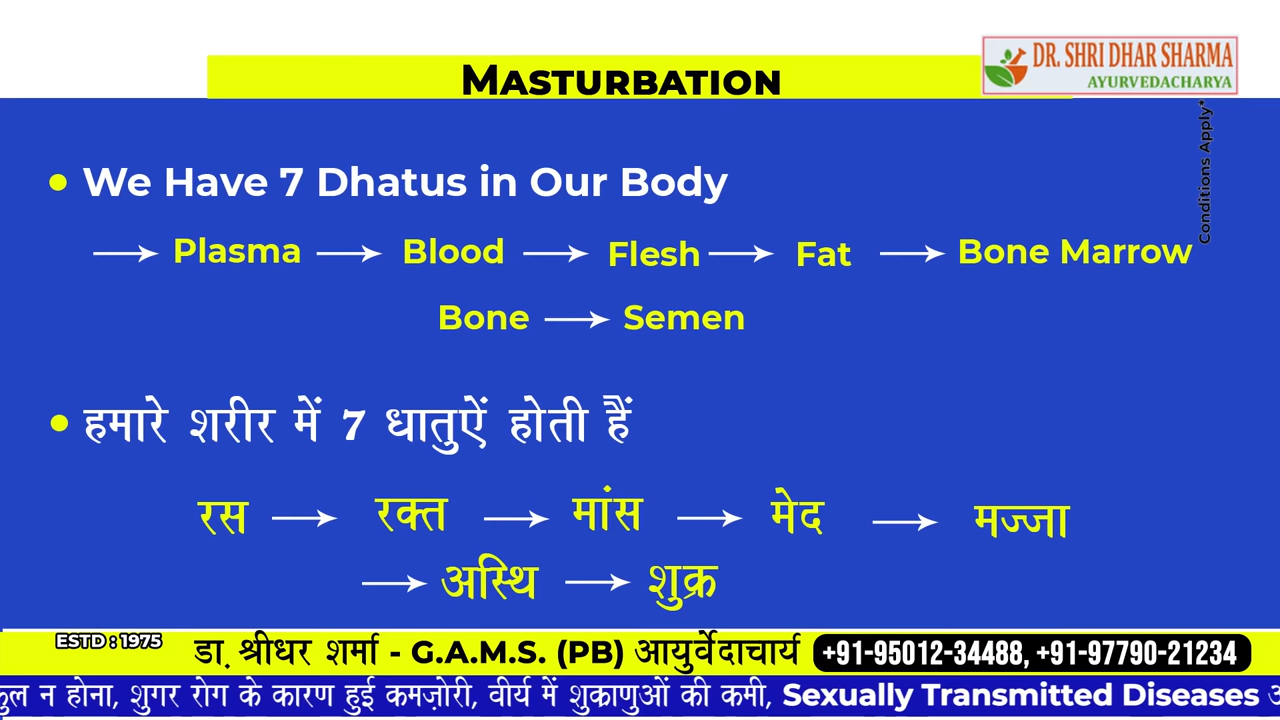 MASTURBATION
DR. SHRI DHAR SHARMA
AYURVEDACHARYA
Conditions Apply*
• We Have 7 Dhatus in Our Body
→ Plasma → Blood → Flesh → Fat → Bone Marrow
Bone → Semen
• हमारे शरीर में 7 धातुऐं होती हैं
रस → रक्त → मांस → मेद → मज्जा
→ अस्थि → शुक्र
ESTD : 1975
डा. श्रीधर शर्मा - G.A.M.S. (PB) आयुर्वेदाचार्य +91-95012-34488, +91-97790-21234
न होना, शुगर रोग के कारण हुई कमज़ोरी, वीर्य में शुक्राणुओं की कमी, Sexually Transmitted Diseases